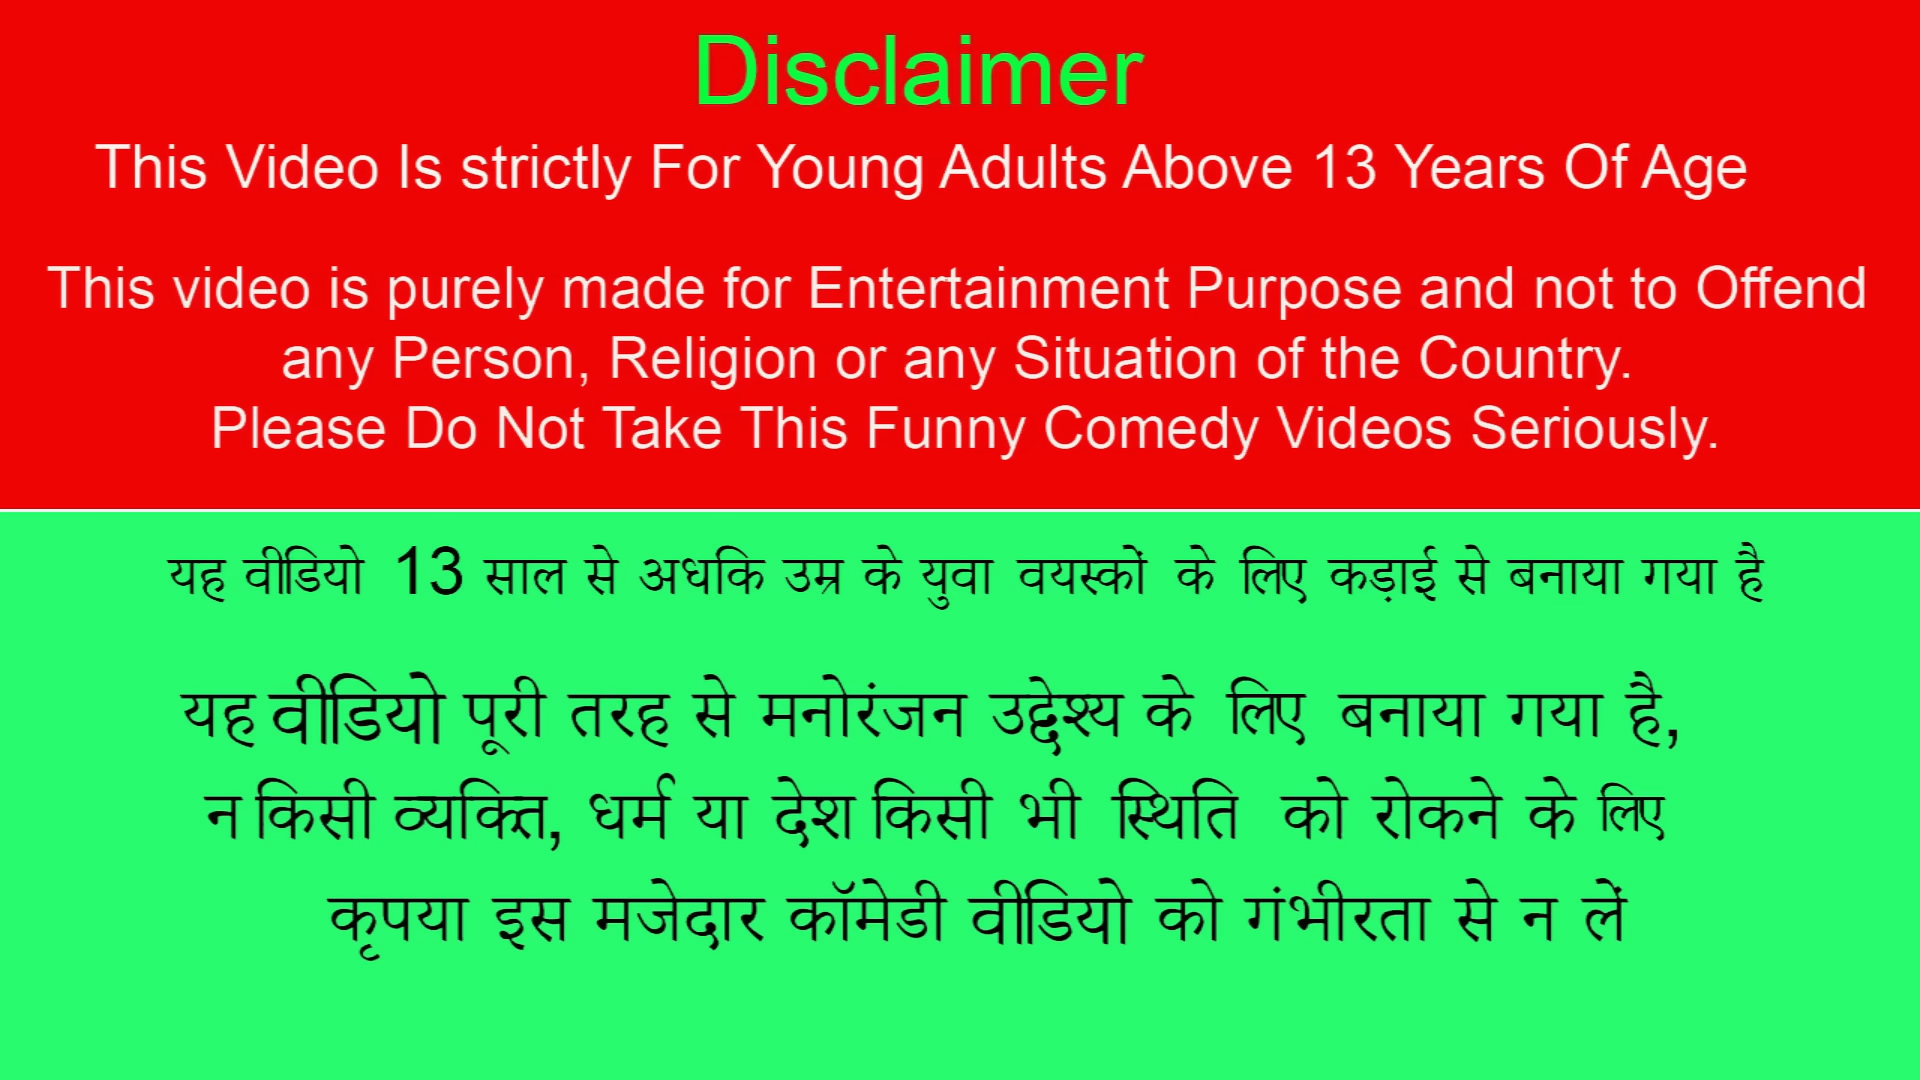 Disclaimer
This Video Is strictly For Young Adults Above 13 Years Of Age
This video is purely made for Entertainment Purpose and not to Offend
any Person, Religion or any Situation of the Country.
Please Do Not Take This Funny Comedy Videos Seriously.
यह वीडियो 13 साल से अधकि उम्र के युवा वयस्कों के लिए कड़ाई से बनाया गया है
यह वीडियो पूरी तरह से मनोरंजन उद्देश्य के लिए बनाया गया है,
न किसी व्यक्ति, धर्म या देश किसी भी स्थिति को रोकने के लिए
कृपया इस मजेदार कॉमेडी वीडियो को गंभीरता से न लें